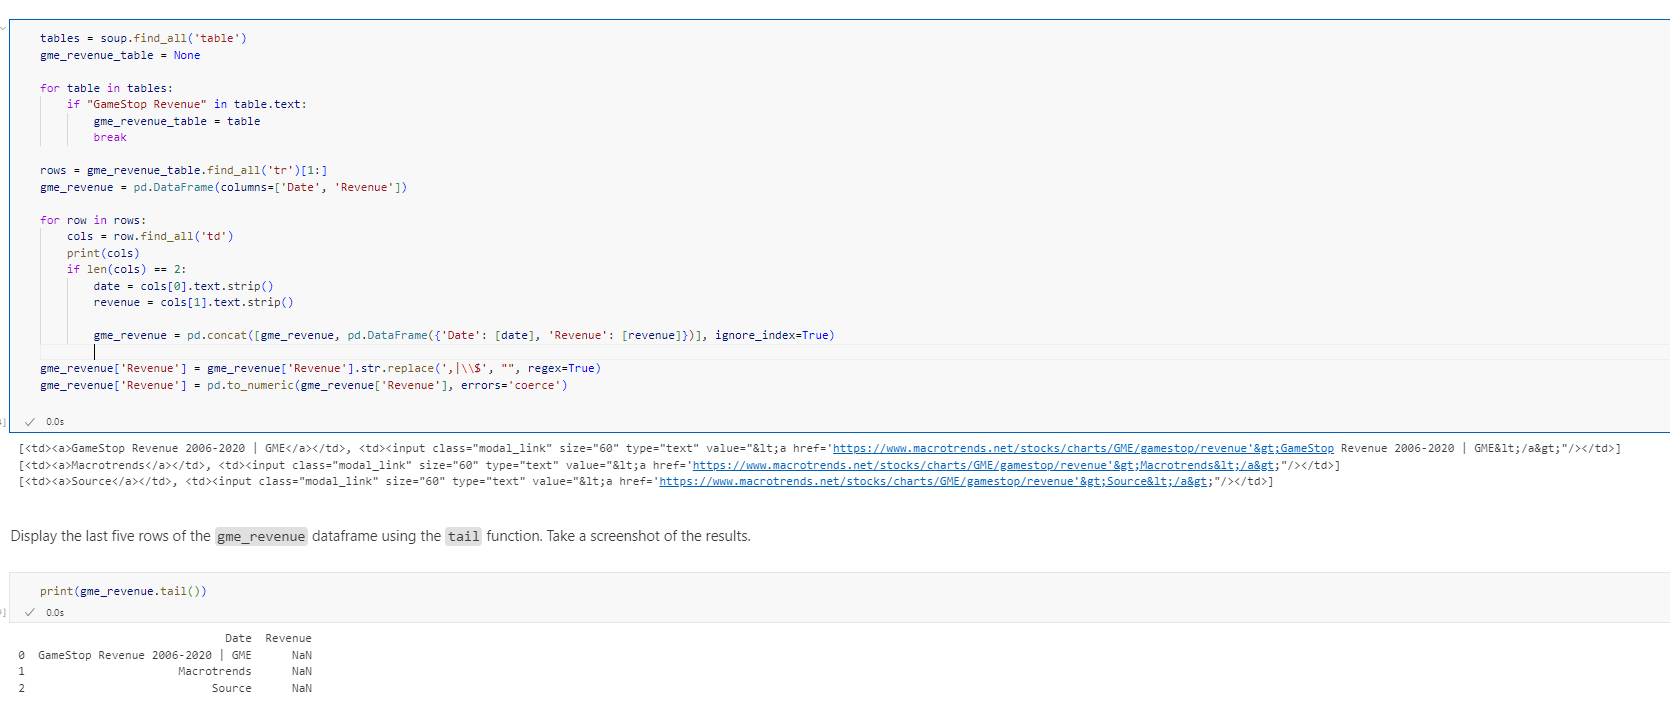 tables = soup.find_all('table')
gme_revenue_table = None
for table in tables:
if "GameStop Revenue" in table.text:
gme_revenue_table = table
break
rows = gme_revenue_table.find_all('tr')[1:]
gme_revenue = pd.DataFrame(columns=['Date', 'Revenue'])
for row in rows:
cols = row.find_all('td')
print(cols)
if len(cols) == 2:
date = cols[0].text.strip()
revenue = cols[1].text.strip()
gme_revenue = pd.concat([gme_revenue, pd.DataFrame({'Date': [date], 'Revenue': [revenue]})], ignore_index=True)
gme_revenue['Revenue'] = gme_revenue['Revenue'].str.replace(',|\\$', "", regex=True)
gme_revenue['Revenue'] = pd.to_numeric(gme_revenue['Revenue'], errors='coerce')
✓ 0.0s
[<td><a>GameStop Revenue 2006-2020 | GME</a></td>, <td><input class="modal_link" size="60" type="text" value="&lt;a href='https://www.macrotrends.net/stocks/charts/GME/gamestop/revenue'&gt;GameStop Revenue 2006-2020 | GME&lt;/a&gt;"/></td>]
[<td><a>Macrotrends</a></td>, <td><input class="modal_link" size="60" type="text" value="&lt;a href='https://www.macrotrends.net/stocks/charts/GME/gamestop/revenue'&gt;Macrotrends&lt;/a&gt;"/></td>]
[<td><a>Source</a></td>, <td><input class="modal_link" size="60" type="text" value="&lt;a href='https://www.macrotrends.net/stocks/charts/GME/gamestop/revenue'&gt;Source&lt;/a&gt;"/></td>]
Display the last five rows of the gme_revenue dataframe using the tail function. Take a screenshot of the results.
print(gme_revenue.tail())
✓ 0.0s
Date Revenue
0 GameStop Revenue 2006-2020 | GME NaN
1 Macrotrends NaN
2 Source NaN